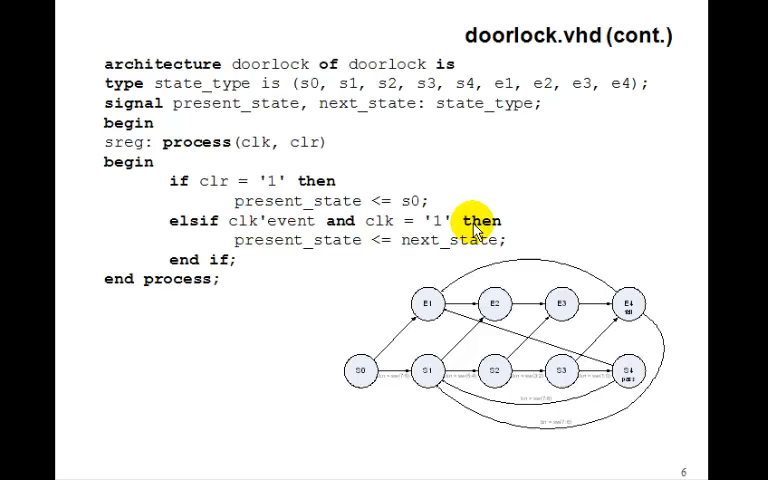 doorlock.vhd (cont.)
architecture doorlock of doorlock is
type state_type is (s0, s1, s2, s3, s4, e1, e2, e3, e4);
signal present_state, next_state: state_type;
begin
sreg: process(clk, clr)
begin
if clr = '1' then
present_state <= s0;
elsif clk'event and clk = '1' then
present_state <= next_state;
end if;
end process;
E1 E2 E3 E4
fail
S0 S1 S2 S3 S4
pass
6